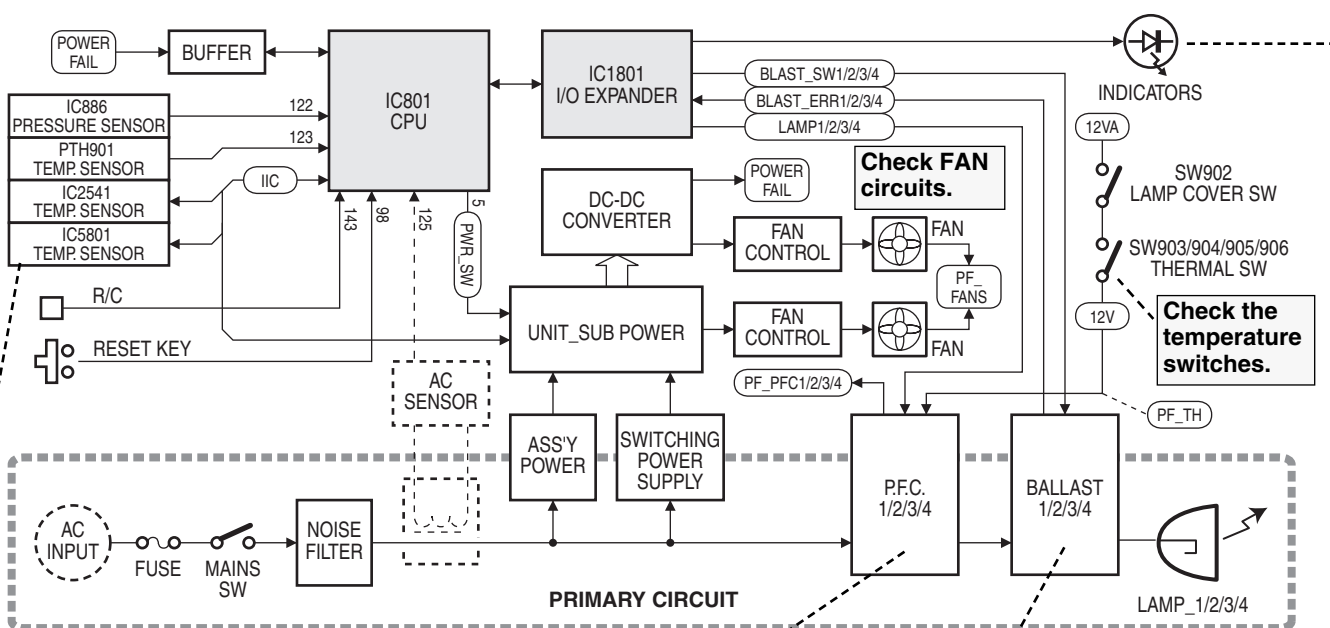 POWER
FAIL
BUFFER
IC801
CPU
IC1801
I/O EXPANDER
BLAST_SW1/2/3/4
BLAST_ERR1/2/3/4
LAMP1/2/3/4
INDICATORS
IC886
PRESSURE SENSOR
PTH901
TEMP. SENSOR
IC2541
TEMP. SENSOR
IC5801
TEMP. SENSOR
122
123
IIC
143
98
125
5
PWR_SW
12VA
SW902
LAMP COVER SW
SW903/904/905/906
THERMAL SW
12V
Check the
temperature
switches.
Check FAN
circuits.
DC-DC
CONVERTER
POWER
FAIL
FAN
CONTROL
FAN
PF_
FANS
UNIT_SUB POWER
FAN
CONTROL
FAN
R/C
RESET KEY
AC
SENSOR
PF_PFC1/2/3/4
PF_TH
ASS'Y
POWER
SWITCHING
POWER
SUPPLY
P.F.C.
1/2/3/4
BALLAST
1/2/3/4
AC
INPUT
FUSE
MAINS
SW
NOISE
FILTER
PRIMARY CIRCUIT
LAMP_1/2/3/4